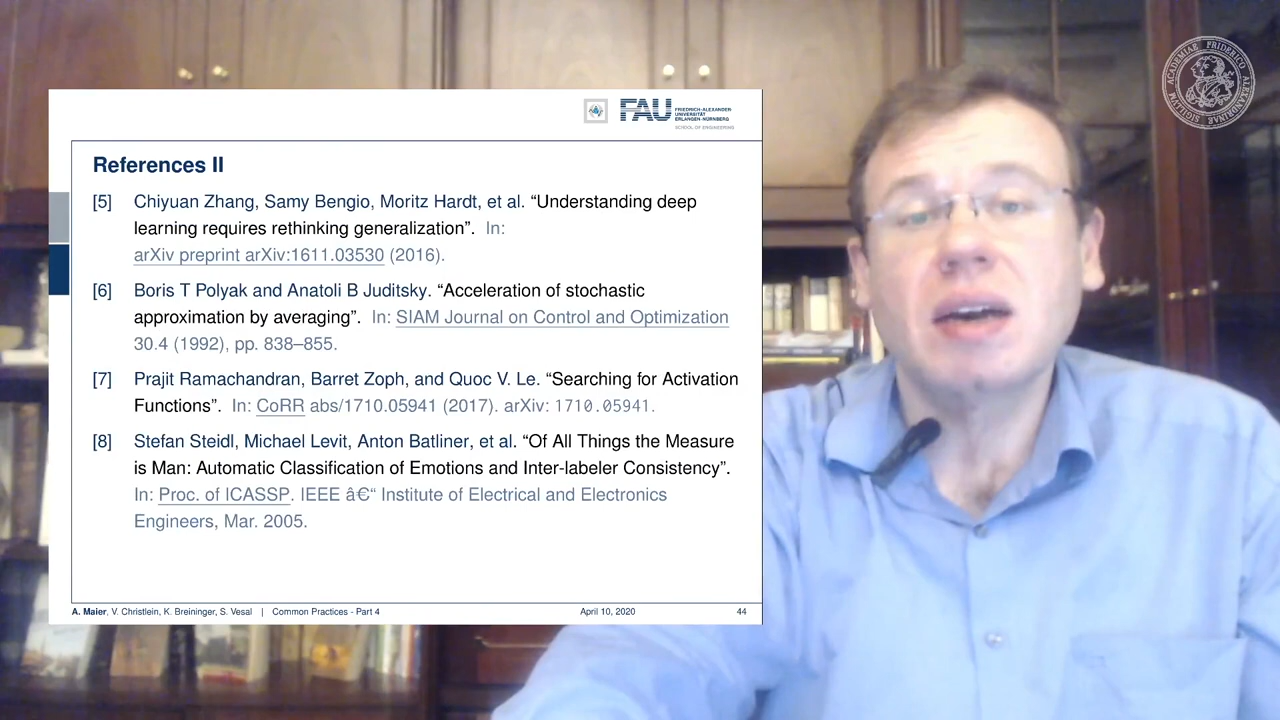 ACADEMIAE FRIDERICO ALEXANDRINAE SIGILLVM
FAU FRIEDRICH-ALEXANDER
UNIVERSITÄT
ERLANGEN-NÜRNBERG
SCHOOL OF ENGINEERING
References II
[5] Chiyuan Zhang, Samy Bengio, Moritz Hardt, et al. “Understanding deep
learning requires rethinking generalization”. In:
arXiv preprint arXiv:1611.03530 (2016).
[6] Boris T Polyak and Anatoli B Juditsky. “Acceleration of stochastic
approximation by averaging”. In: SIAM Journal on Control and Optimization
30.4 (1992), pp. 838–855.
[7] Prajit Ramachandran, Barret Zoph, and Quoc V. Le. “Searching for Activation
Functions”. In: CoRR abs/1710.05941 (2017). arXiv: 1710.05941.
[8] Stefan Steidl, Michael Levit, Anton Batliner, et al. “Of All Things the Measure
is Man: Automatic Classification of Emotions and Inter-labeler Consistency”.
In: Proc. of ICASSP. IEEE â€“ Institute of Electrical and Electronics
Engineers, Mar. 2005.
A. Maier, V. Christlein, K. Breininger, S. Vesal | Common Practices - Part 4 April 10, 2020 44